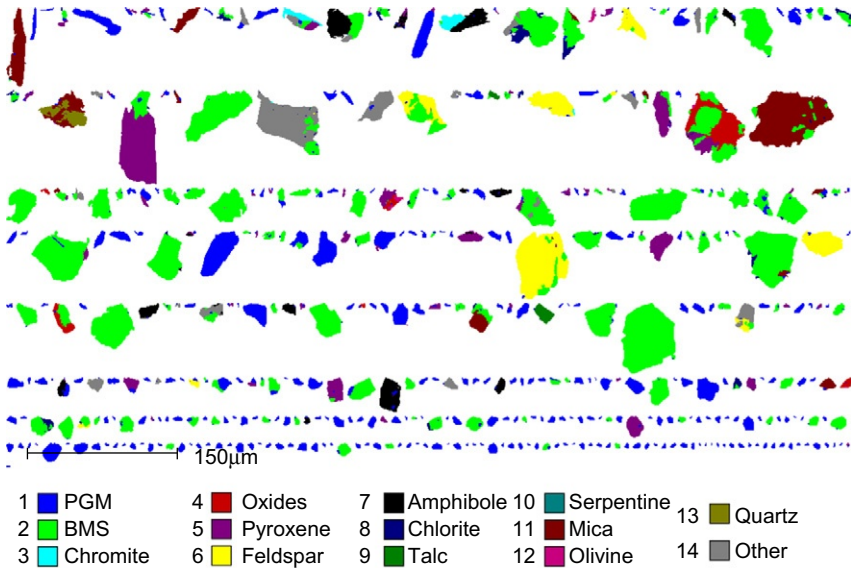 150μm
1 PGM 4 Oxides 7 Amphibole 10 Serpentine
2 BMS 5 Pyroxene 8 Chlorite 11 Mica 13 Quartz
3 Chromite 6 Feldspar 9 Talc 12 Olivine 14 Other